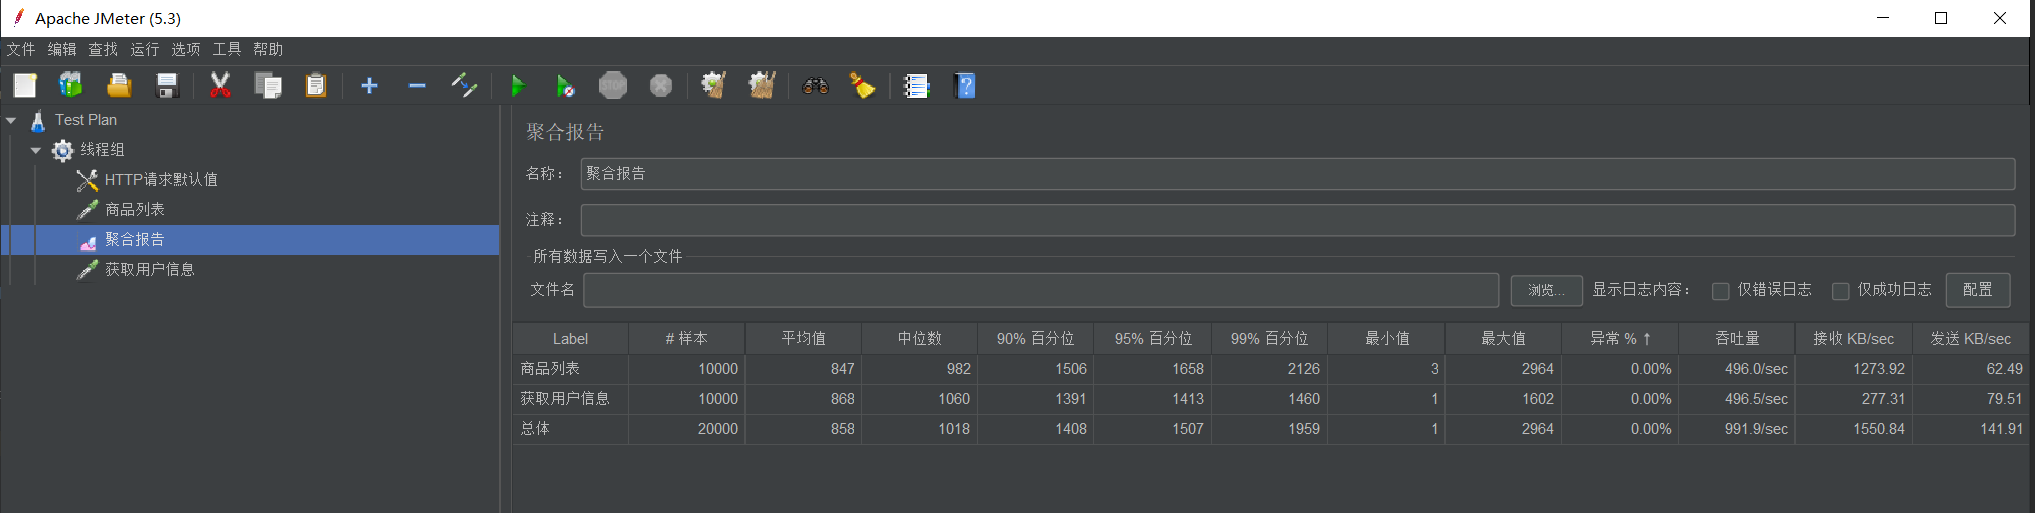 Apache JMeter (5.3)
文件 编辑 查找 运行 选项 工具 帮助
STOP
Test Plan
线程组
HTTP请求默认值
商品列表
聚合报告
获取用户信息
聚合报告
名称： 聚合报告
注释：
所有数据写入一个文件
文件名 浏览... 显示日志内容： 仅错误日志 仅成功日志 配置
Label # 样本 平均值 中位数 90% 百分位 95% 百分位 99% 百分位 最小值 最大值 异常 % ↑ 吞吐量 接收 KB/sec 发送 KB/sec
商品列表 10000 847 982 1506 1658 2126 3 2964 0.00% 496.0/sec 1273.92 62.49
获取用户信息 10000 868 1060 1391 1413 1460 1 1602 0.00% 496.5/sec 277.31 79.51
总体 20000 858 1018 1408 1507 1959 1 2964 0.00% 991.9/sec 1550.84 141.91